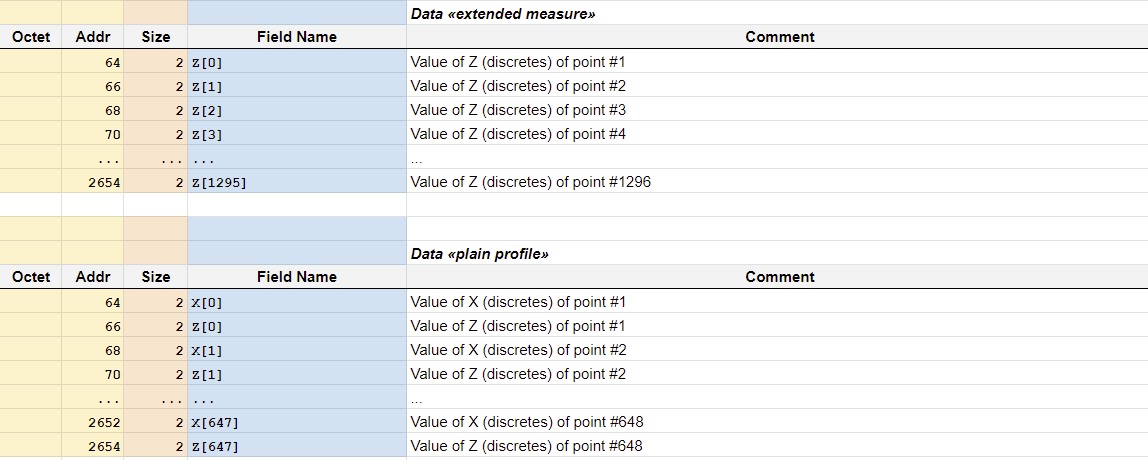 Data «extended measure»
Octet Addr Size Field Name Comment
64 2 Z[0] Value of Z (discretes) of point #1
66 2 Z[1] Value of Z (discretes) of point #2
68 2 Z[2] Value of Z (discretes) of point #3
70 2 Z[3] Value of Z (discretes) of point #4
... ... ... ...
2654 2 Z[1295] Value of Z (discretes) of point #1296
Data «plain profile»
Octet Addr Size Field Name Comment
64 2 X[0] Value of X (discretes) of point #1
66 2 Z[0] Value of Z (discretes) of point #1
68 2 X[1] Value of X (discretes) of point #2
70 2 Z[1] Value of Z (discretes) of point #2
... ... ... ...
2652 2 X[647] Value of X (discretes) of point #648
2654 2 Z[647] Value of Z (discretes) of point #648